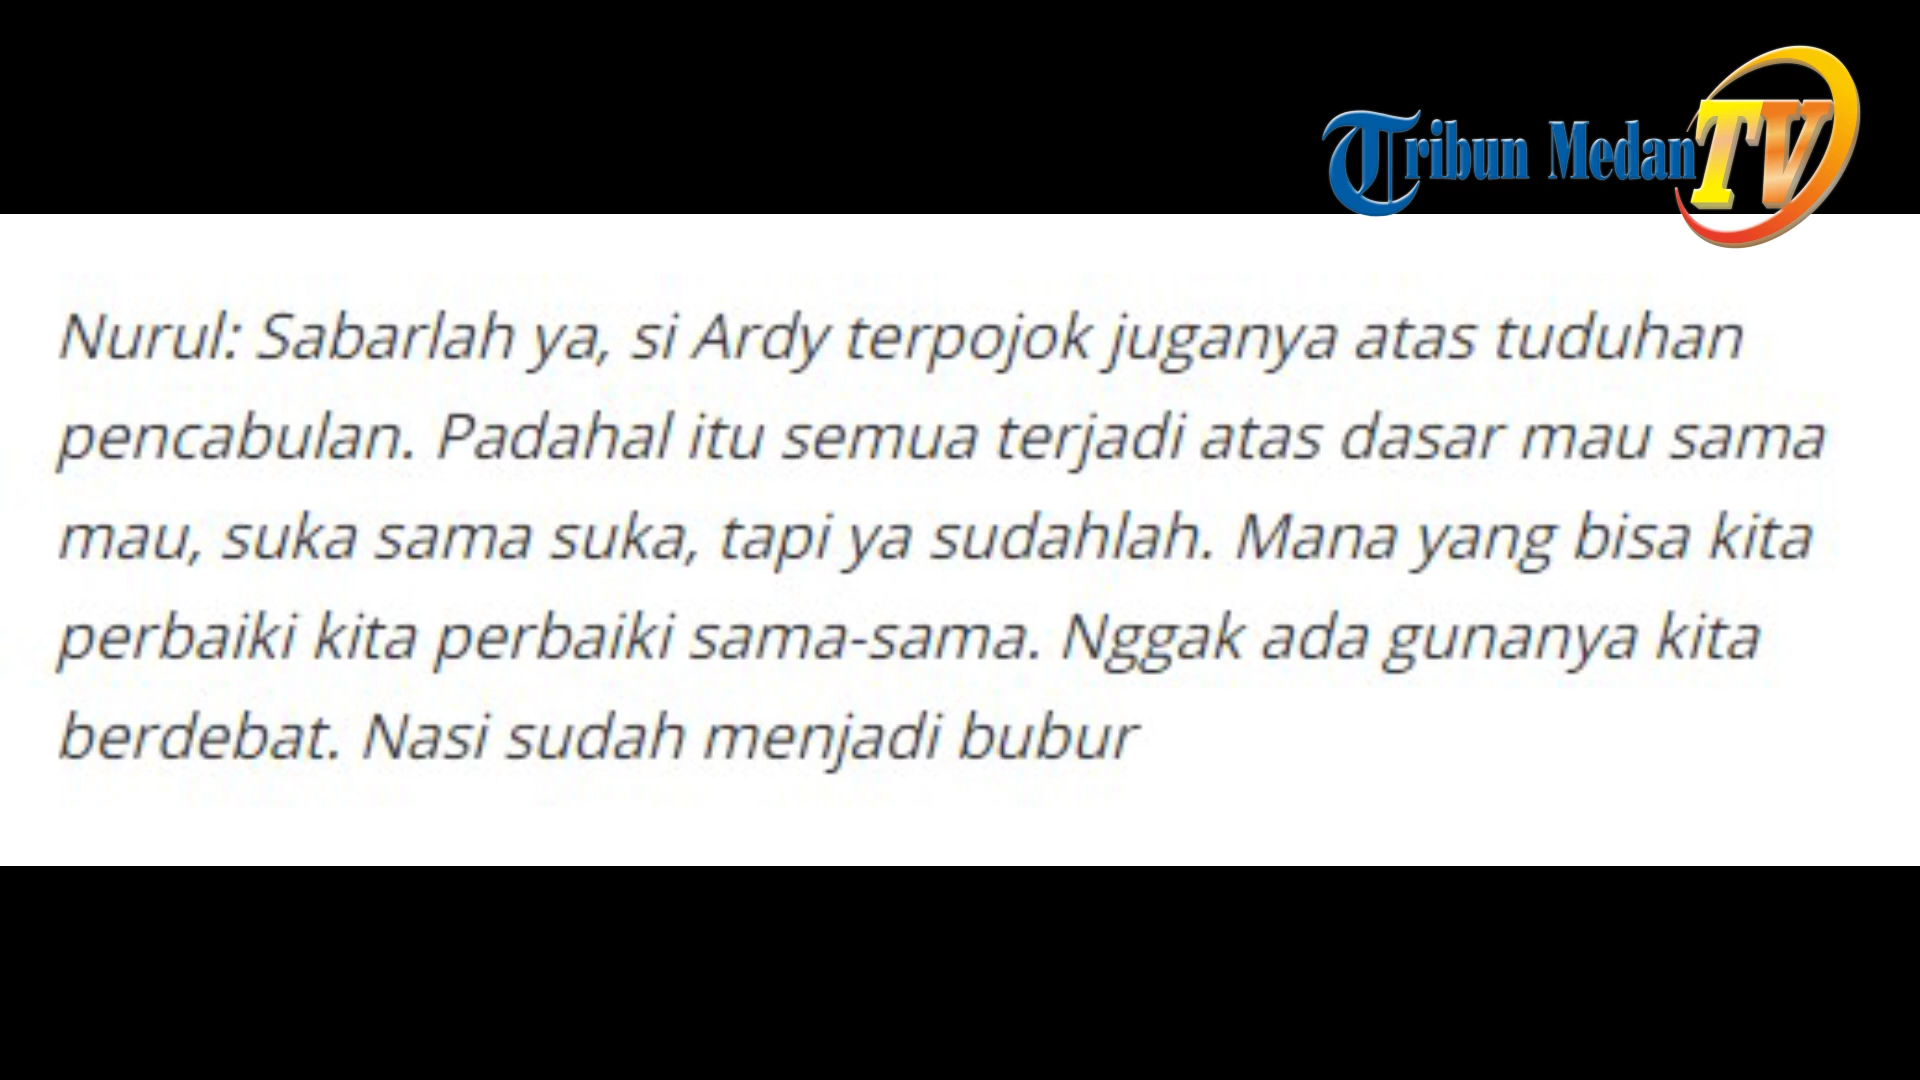 Tribun Medan TV
Nurul: Sabarlah ya, si Ardy terpojok juganya atas tuduhan
pencabulan. Padahal itu semua terjadi atas dasar mau sama
mau, suka sama suka, tapi ya sudahlah. Mana yang bisa kita
perbaiki kita perbaiki sama-sama. Nggak ada gunanya kita
berdebat. Nasi sudah menjadi bubur